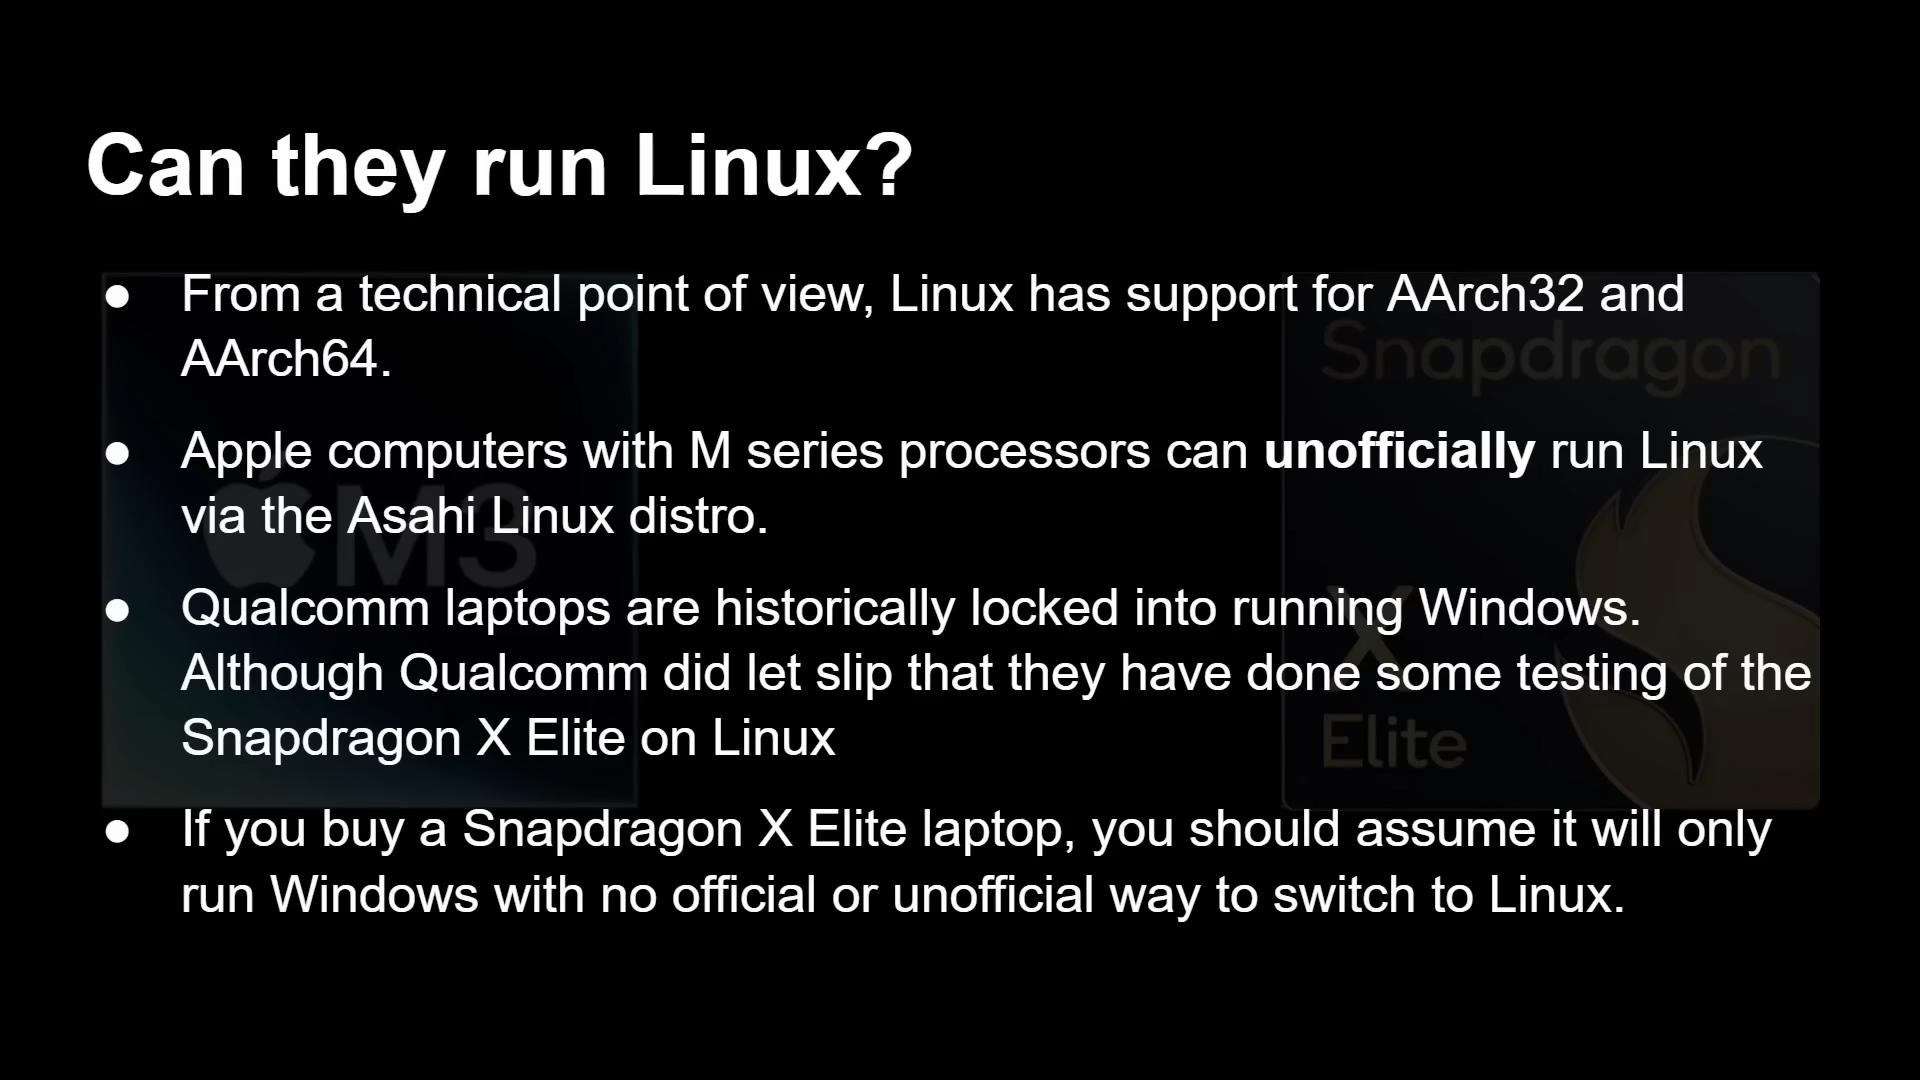 Can they run Linux?
● From a technical point of view, Linux has support for AArch32 and
AArch64.
● Apple computers with M series processors can unofficially run Linux
via the Asahi Linux distro.
● Qualcomm laptops are historically locked into running Windows.
Although Qualcomm did let slip that they have done some testing of the
Snapdragon X Elite on Linux
● If you buy a Snapdragon X Elite laptop, you should assume it will only
run Windows with no official or unofficial way to switch to Linux.
M3
Snapdragon
X
Elite